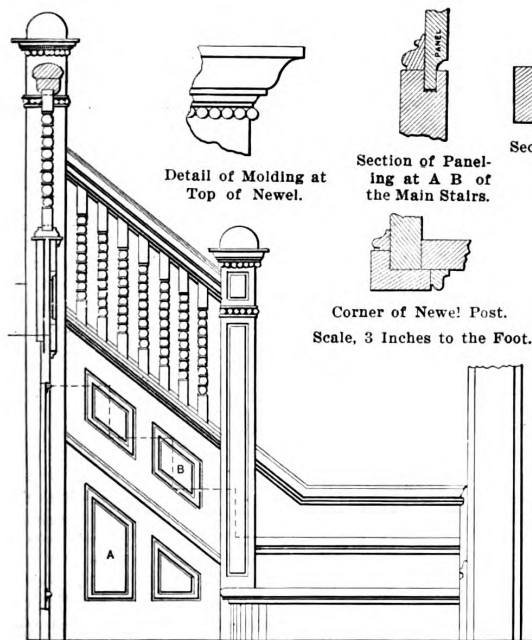 PANEL
Detail of Molding at
Top of Newel.
Section of Panel-
ing at A B of
the Main Stairs.
Sec
Corner of Newel Post.
Scale, 3 Inches to the Foot.
B
A